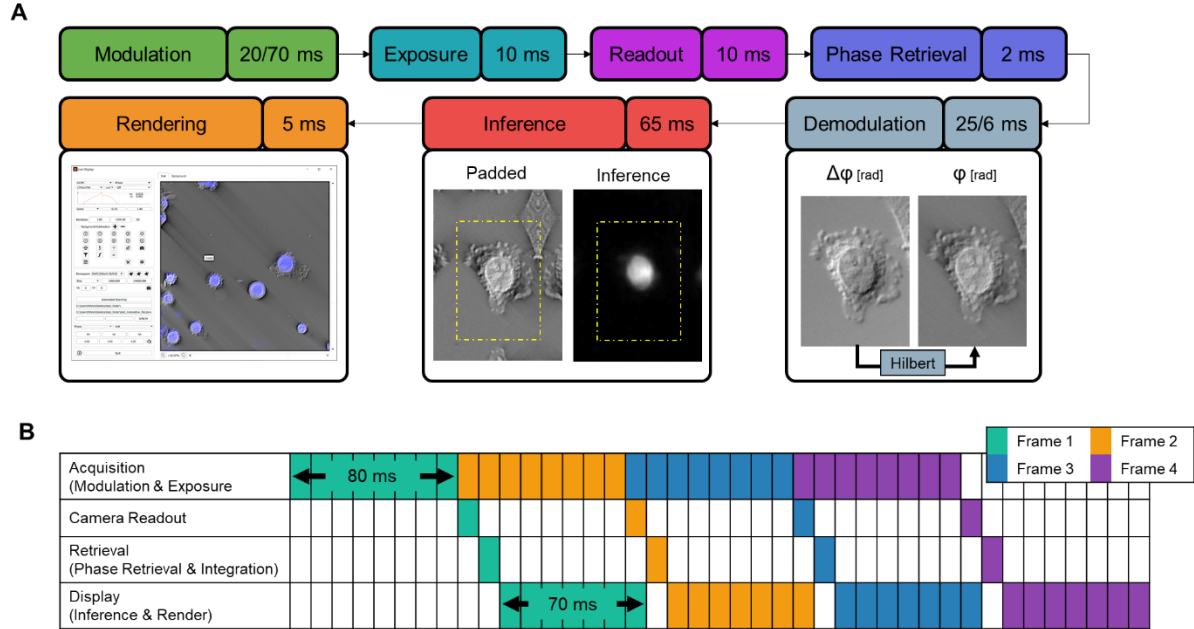 A
Modulation 20/70 ms
Exposure 10 ms
Readout 10 ms
Phase Retrieval 2 ms
Rendering 5 ms
Inference 65 ms
Demodulation 25/6 ms
Padded
Inference
Δφ [rad]
φ [rad]
Hilbert
B
Frame 1
Frame 2
Frame 3
Frame 4
Acquisition
(Modulation & Exposure
80 ms
Camera Readout
Retrieval
(Phase Retrieval & Integration)
Display
(Inference & Render)
70 ms